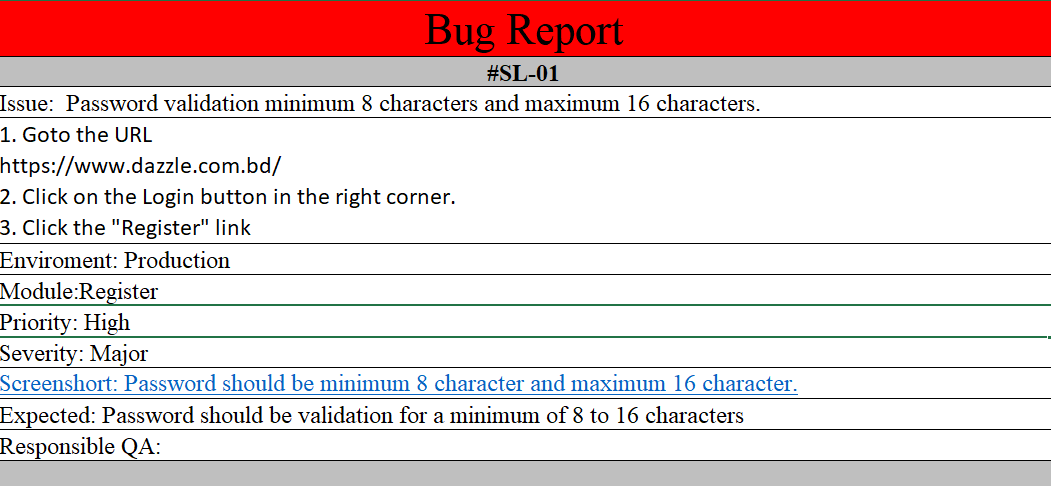 Bug Report
#SL-01
Issue:  Password validation minimum 8 characters and maximum 16 characters.
1. Goto the URL
https://www.dazzle.com.bd/
2. Click on the Login button in the right corner.
3. Click the "Register" link
Enviroment: Production
Module:Register
Priority: High
Severity: Major
Screenshort: Password should be minimum 8 character and maximum 16 character.
Expected: Password should be validation for a minimum of 8 to 16 characters
Responsible QA: